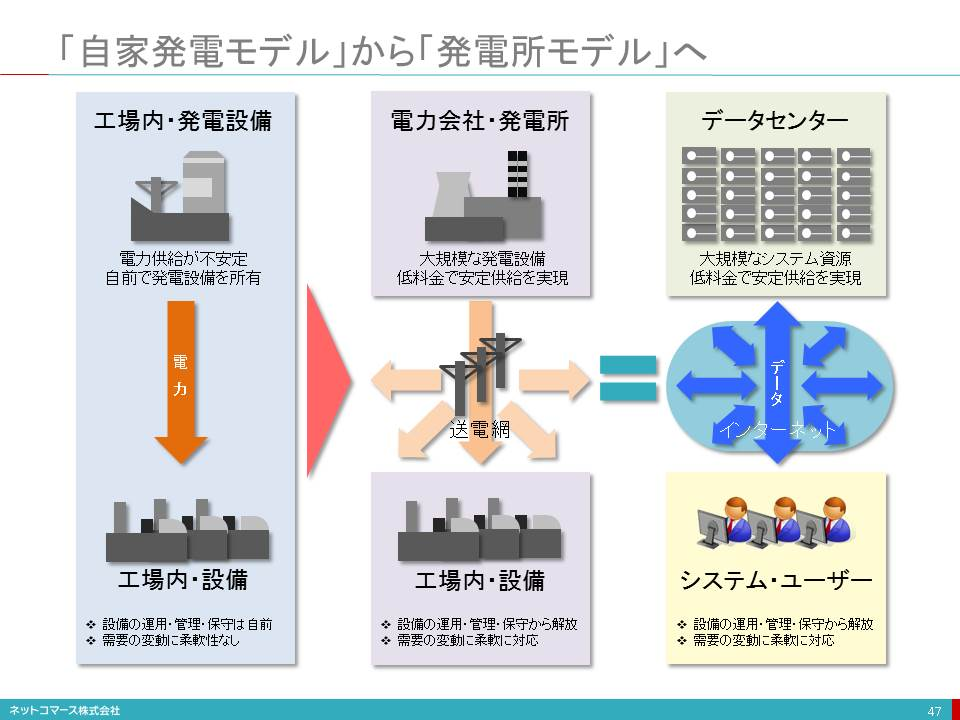 「自家発電モデル」から「発電所モデル」へ
工場内・発電設備
電力供給が不安定
自前で発電設備を所有
電
力
工場内・設備
❖ 設備の運用・管理・保守は自前
❖ 需要の変動に柔軟性なし
電力会社・発電所
大規模な発電設備
低料金で安定供給を実現
送電網
工場内・設備
❖ 設備の運用・管理・保守から解放
❖ 需要の変動に柔軟に対応
データセンター
大規模なシステム資源
低料金で安定供給を実現
データ
インターネット
システム・ユーザー
❖ 設備の運用・管理・保守から解放
❖ 需要の変動に柔軟に対応
ネットコマース株式会社
47